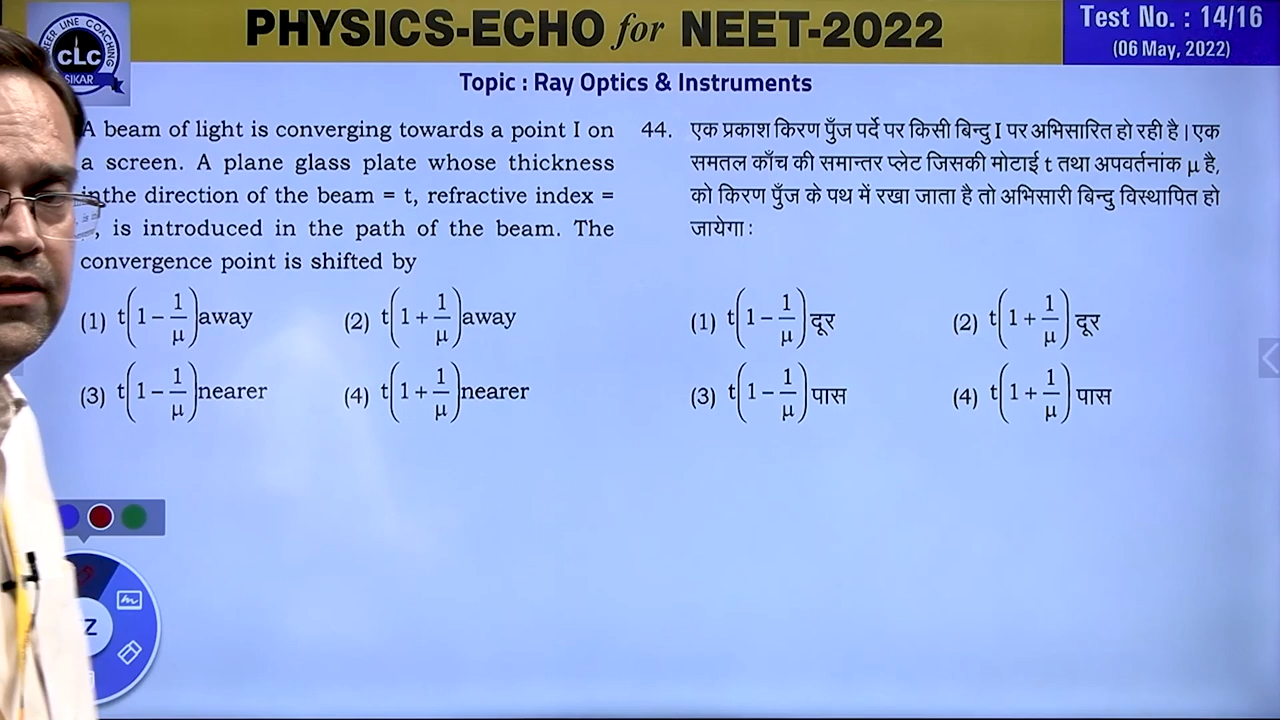 PHYSICS-ECHO for NEET-2022
Test No. : 14/16
(06 May, 2022)
CAREER LINE COACHING
CLC
SIKAR
Topic : Ray Optics & Instruments
A beam of light is converging towards a point I on
a screen. A plane glass plate whose thickness
in the direction of the beam = t, refractive index =
, is introduced in the path of the beam. The
convergence point is shifted by
(1) t(1 − 1/μ) away (2) t(1 + 1/μ) away
(3) t(1 − 1/μ) nearer (4) t(1 + 1/μ) nearer
44. एक प्रकाश किरण पुँज पर्दे पर किसी बिन्दु I पर अभिसारित हो रही है। एक
समतल काँच की समान्तर प्लेट जिसकी मोटाई t तथा अपवर्तनांक μ है,
को किरण पुँज के पथ में रखा जाता है तो अभिसारी बिन्दु विस्थापित हो
जायेगा :
(1) t(1 − 1/μ) दूर (2) t(1 + 1/μ) दूर
(3) t(1 − 1/μ) पास (4) t(1 + 1/μ) पास
Z